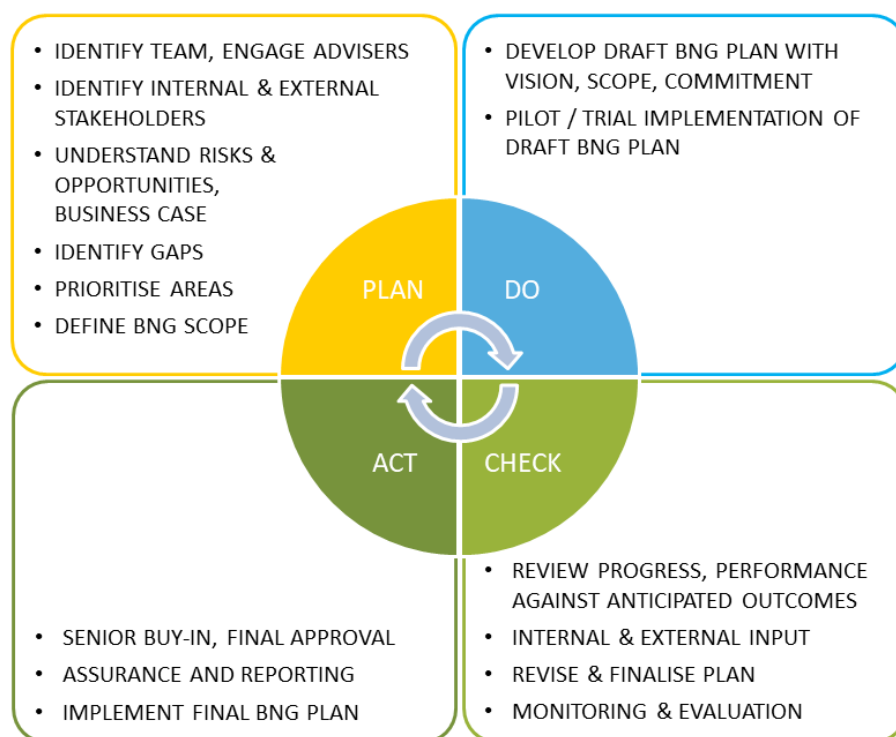 • IDENTIFY TEAM, ENGAGE ADVISERS
• IDENTIFY INTERNAL & EXTERNAL
STAKEHOLDERS
• UNDERSTAND RISKS &
OPPORTUNITIES,
BUSINESS CASE
• IDENTIFY GAPS
• PRIORITISE AREAS
• DEFINE BNG SCOPE
• DEVELOP DRAFT BNG PLAN WITH
VISION, SCOPE, COMMITMENT
• PILOT / TRIAL IMPLEMENTATION OF
DRAFT BNG PLAN
PLAN
DO
ACT
CHECK
• SENIOR BUY-IN, FINAL APPROVAL
• ASSURANCE AND REPORTING
• IMPLEMENT FINAL BNG PLAN
• REVIEW PROGRESS, PERFORMANCE
AGAINST ANTICIPATED OUTCOMES
• INTERNAL & EXTERNAL INPUT
• REVISE & FINALISE PLAN
• MONITORING & EVALUATION